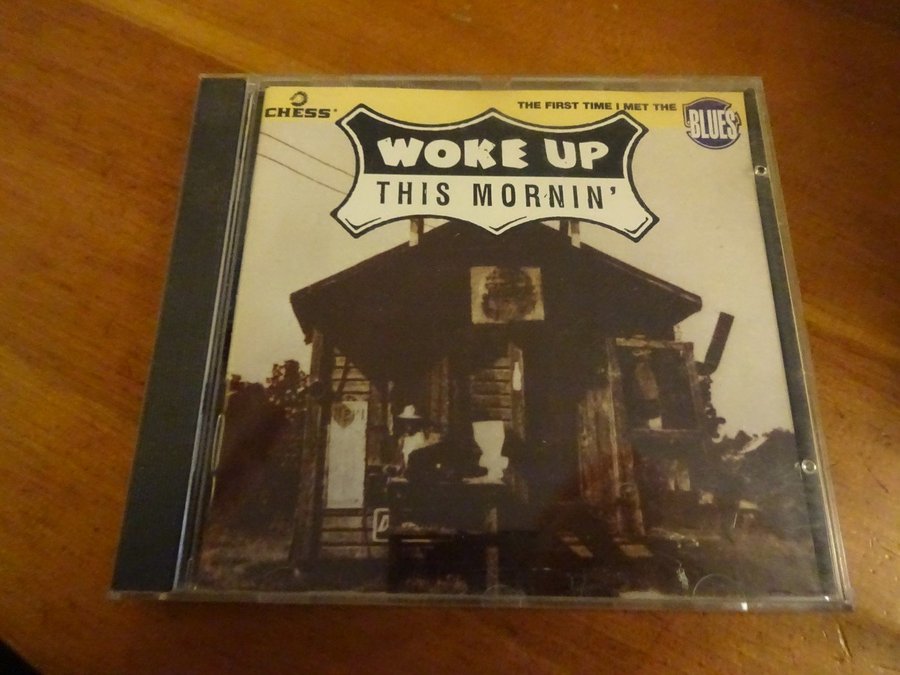 CHESS
THE FIRST TIME I MET THE
BLUES
WOKE UP
THIS MORNIN'